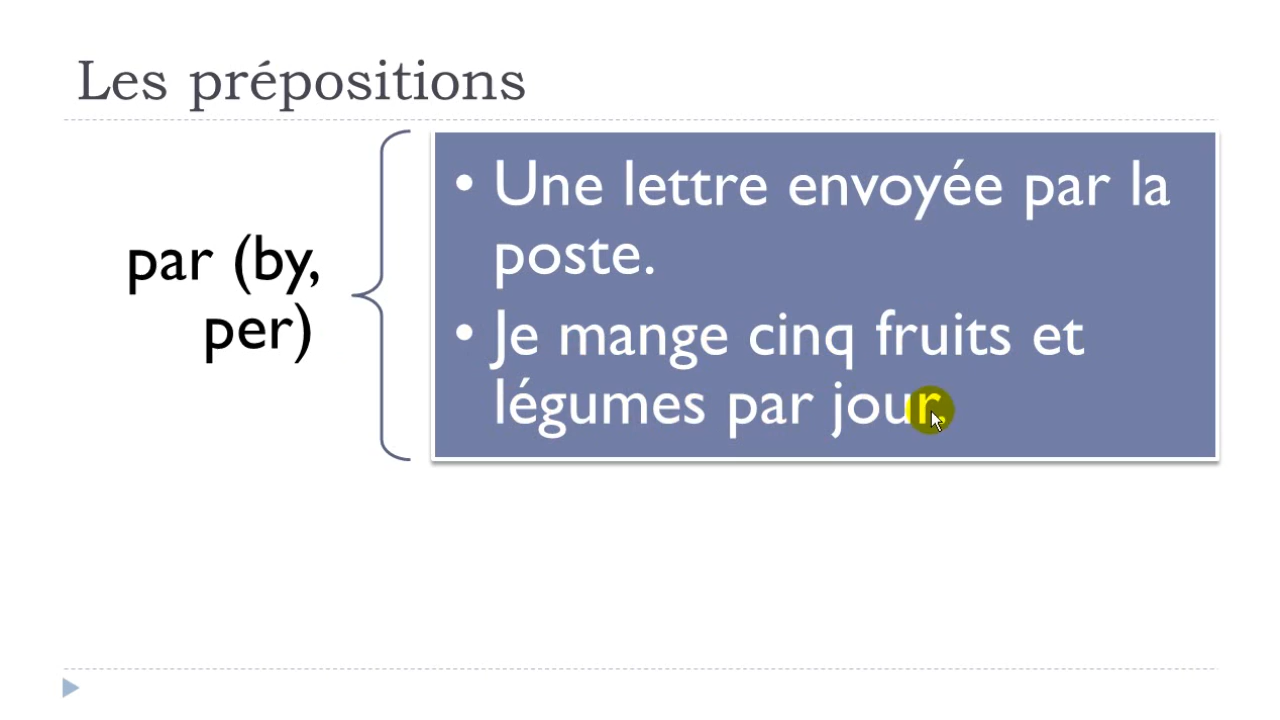 Les prépositions
par (by,
per)
• Une lettre envoyée par la
poste.
• Je mange cinq fruits et
légumes par jour.